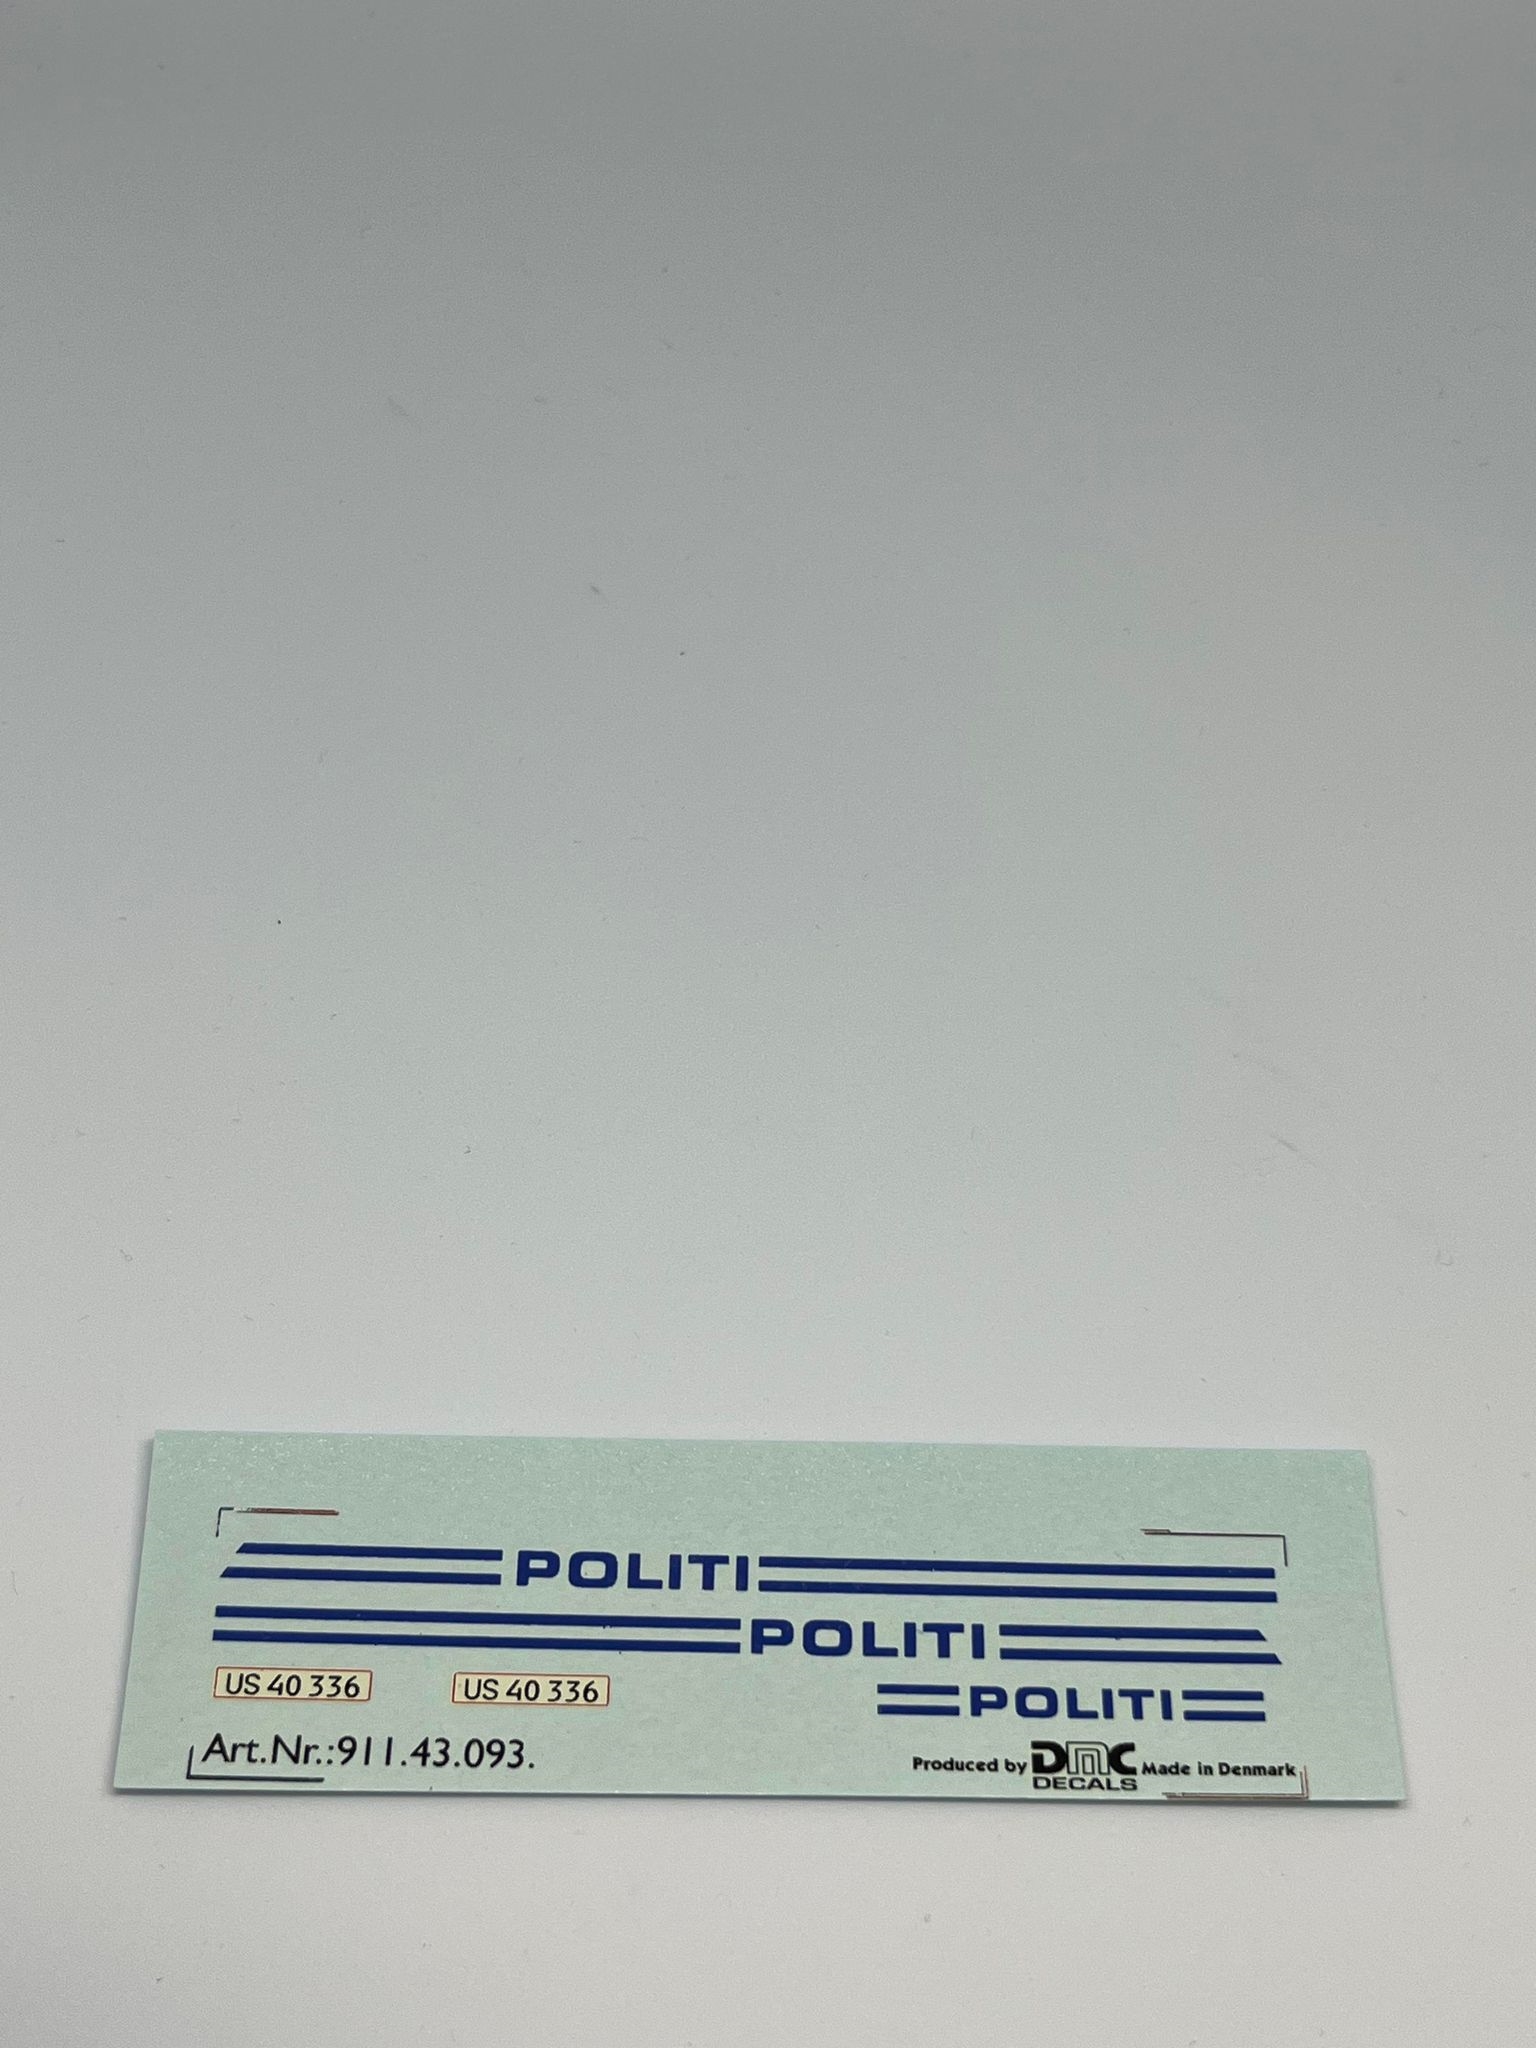 POLITI
POLITI
US 40 336 US 40 336 POLITI
Art.Nr.:911.43.093. Produced by DMC DECALS Made in Denmark